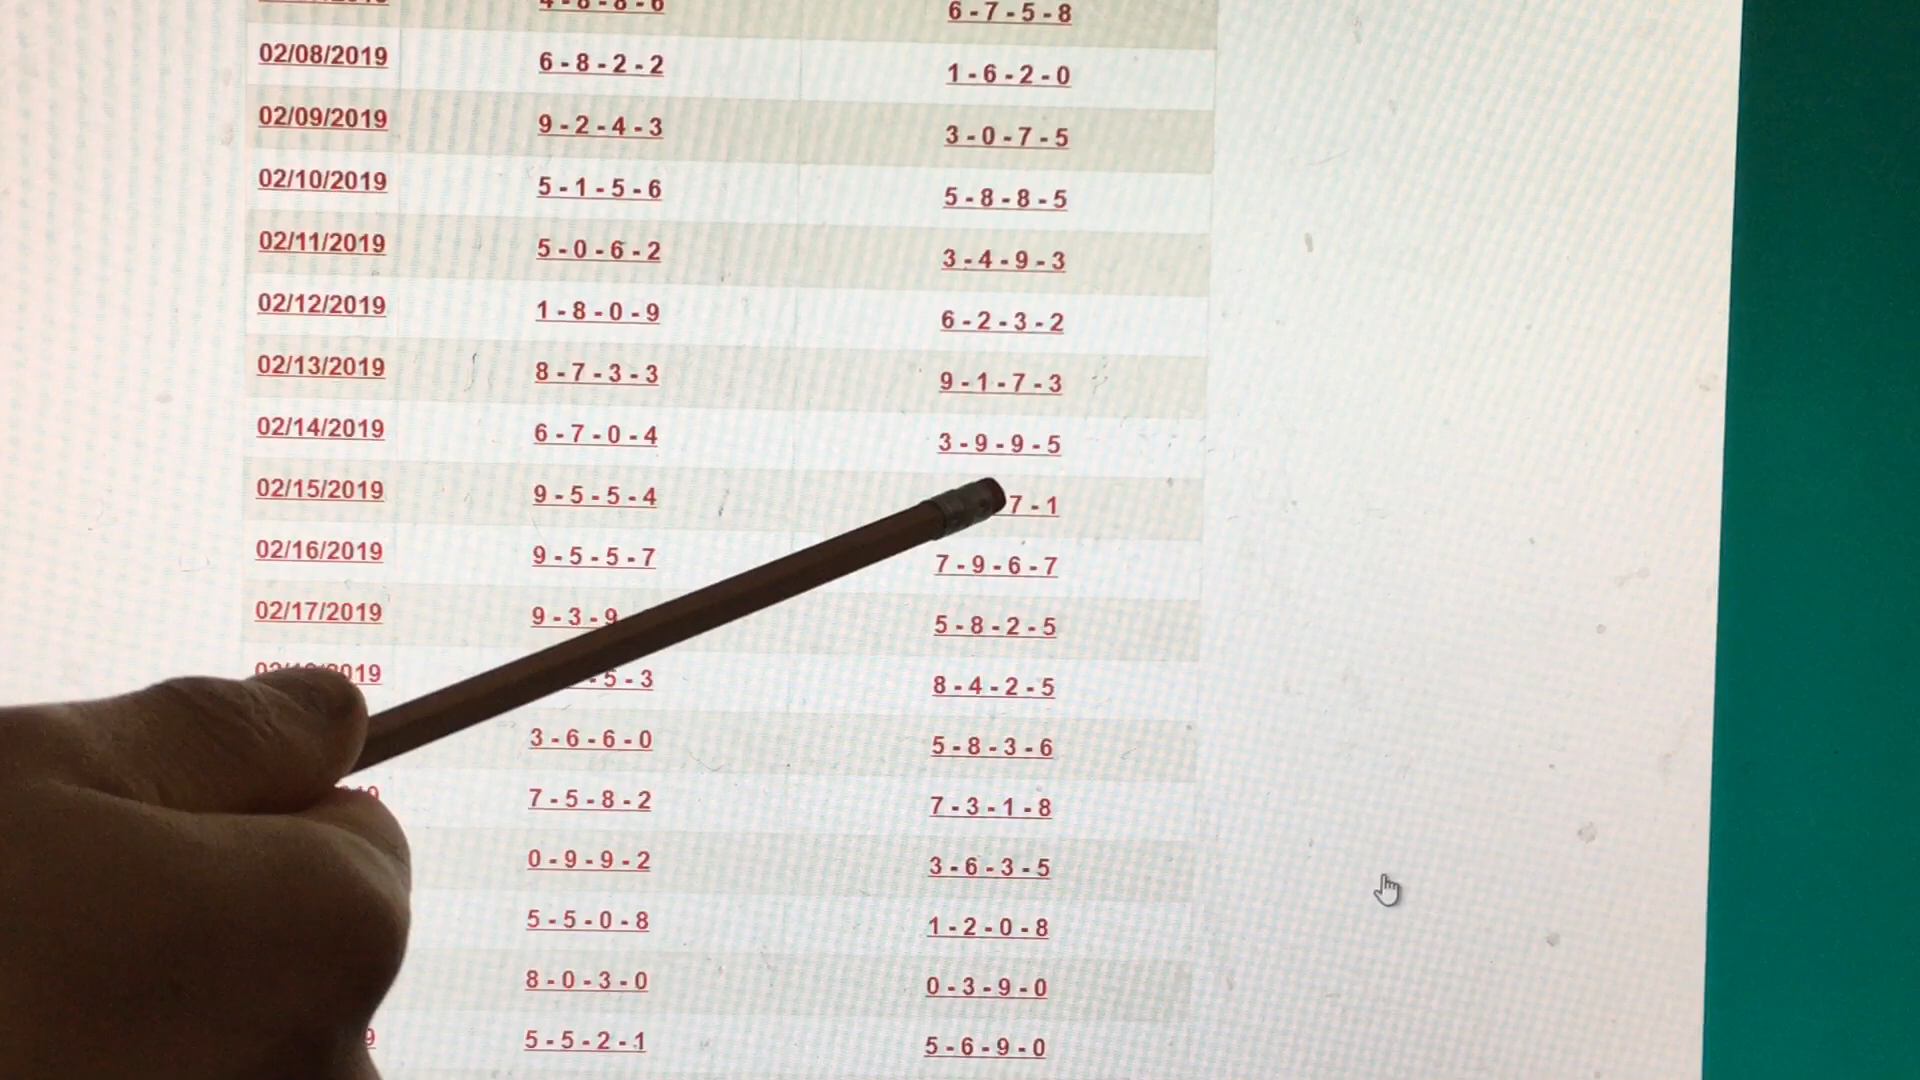 6 - 7 - 5 - 8
02/08/2019 6 - 8 - 2 - 2 1 - 6 - 2 - 0
02/09/2019 9 - 2 - 4 - 3 3 - 0 - 7 - 5
02/10/2019 5 - 1 - 5 - 6 5 - 8 - 8 - 5
02/11/2019 5 - 0 - 6 - 2 3 - 4 - 9 - 3
02/12/2019 1 - 8 - 0 - 9 6 - 2 - 3 - 2
02/13/2019 8 - 7 - 3 - 3 9 - 1 - 7 - 3
02/14/2019 6 - 7 - 0 - 4 3 - 9 - 9 - 5
02/15/2019 9 - 5 - 5 - 4 7 - 1
02/16/2019 9 - 5 - 5 - 7 7 - 9 - 6 - 7
02/17/2019 9 - 3 - 9 5 - 8 - 2 - 5
- 5 - 3 8 - 4 - 2 - 5
3 - 6 - 6 - 0 5 - 8 - 3 - 6
7 - 5 - 8 - 2 7 - 3 - 1 - 8
0 - 9 - 9 - 2 3 - 6 - 3 - 5
5 - 5 - 0 - 8 1 - 2 - 0 - 8
8 - 0 - 3 - 0 0 - 3 - 9 - 0
5 - 5 - 2 - 1 5 - 6 - 9 - 0